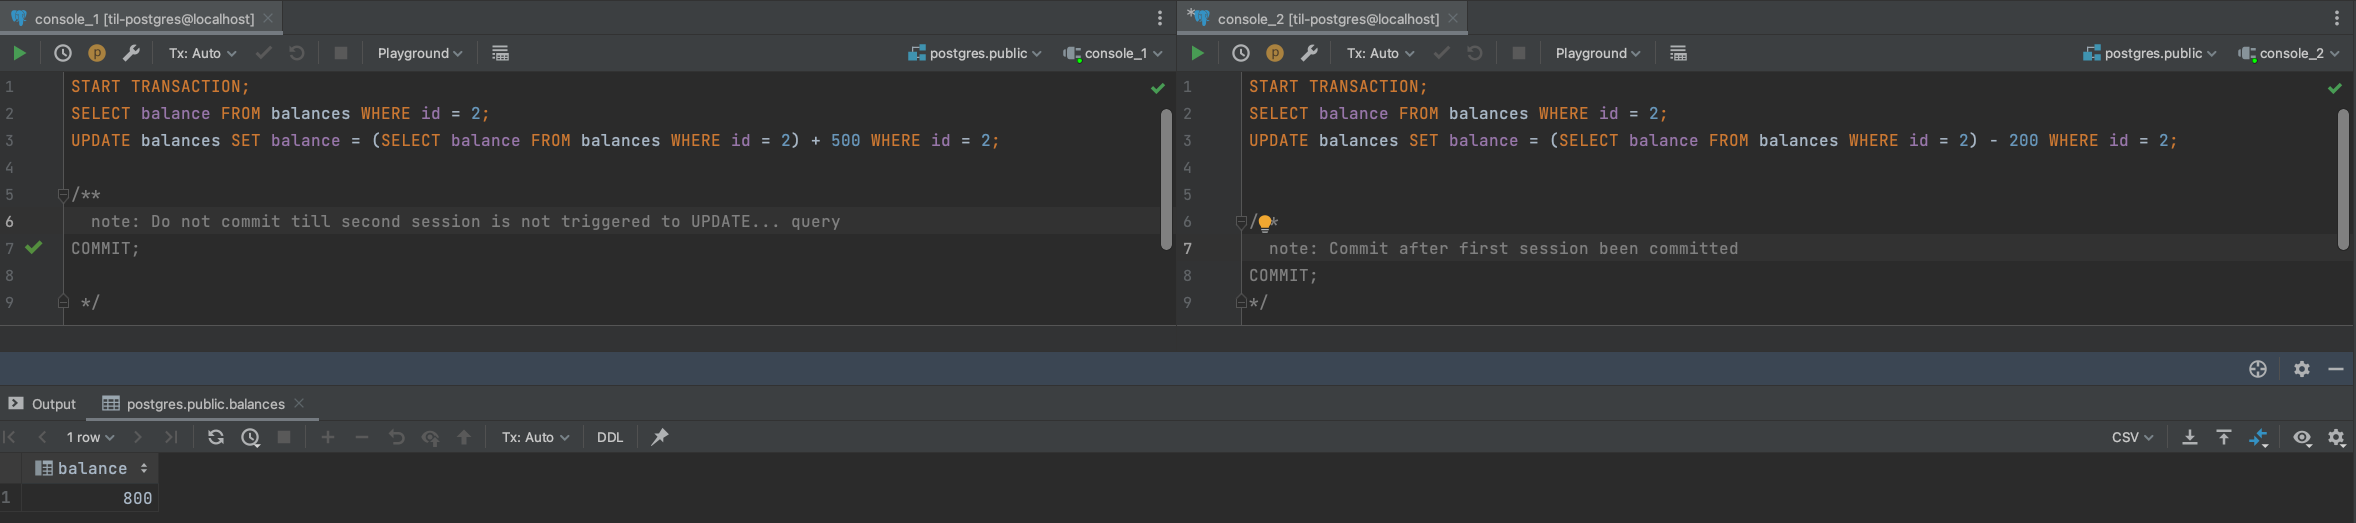 console_1 [til-postgres@localhost]
Tx: Auto
Playground
postgres.public
console_1
1 START TRANSACTION;
2 SELECT balance FROM balances WHERE id = 2;
3 UPDATE balances SET balance = (SELECT balance FROM balances WHERE id = 2) + 500 WHERE id = 2;
4
5 /**
6 note: Do not commit till second session is not triggered to UPDATE... query
7 COMMIT;
8
9 */
console_2 [til-postgres@localhost]
Tx: Auto
Playground
postgres.public
console_2
1 START TRANSACTION;
2 SELECT balance FROM balances WHERE id = 2;
3 UPDATE balances SET balance = (SELECT balance FROM balances WHERE id = 2) - 200 WHERE id = 2;
4
5
6 /**
7 note: Commit after first session been committed
8 COMMIT;
9 */
Output
postgres.public.balances
1 row
Tx: Auto
DDL
CSV
balance
1 800